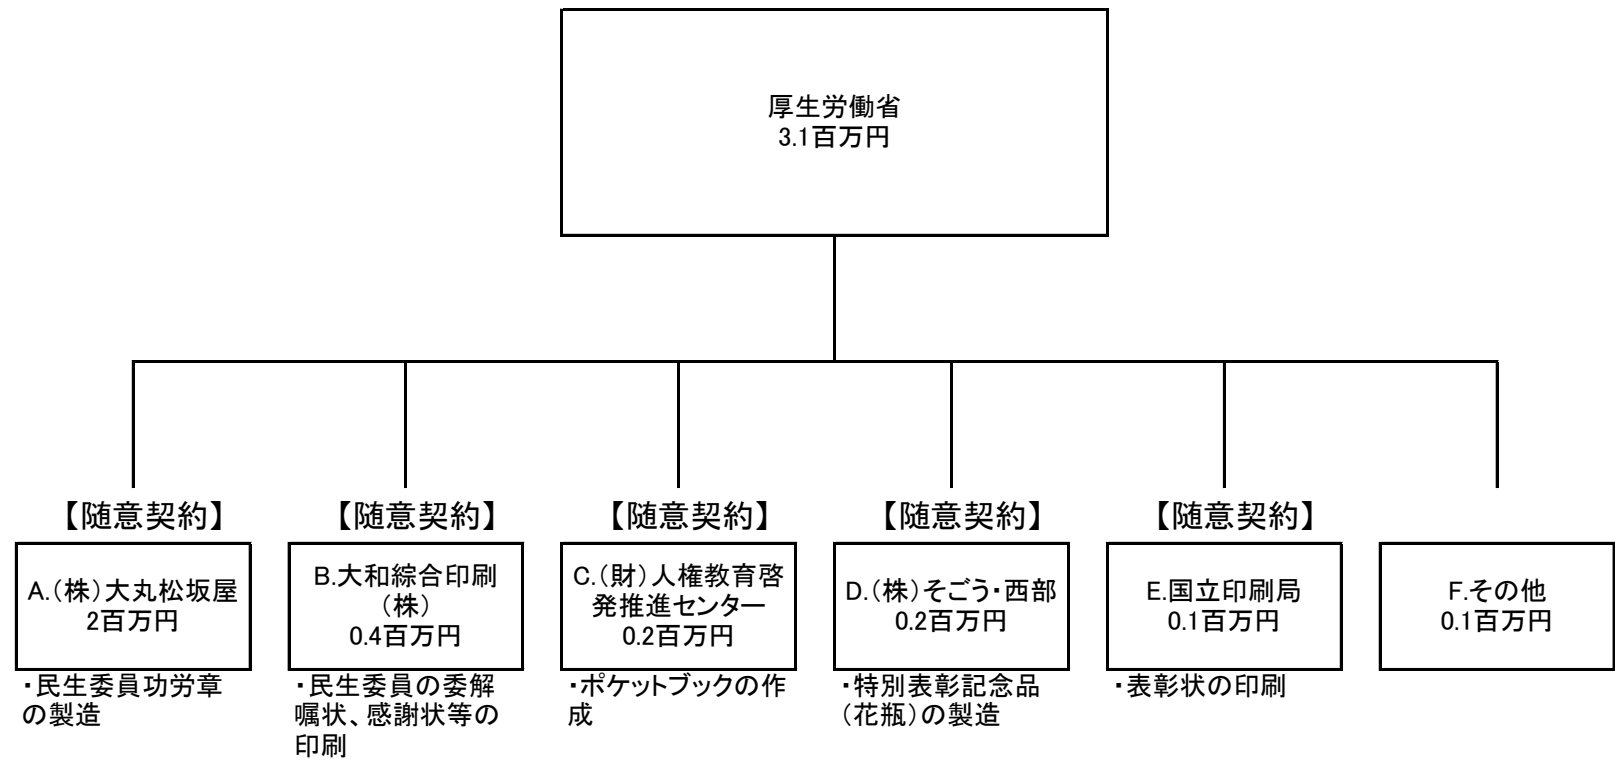 厚生労働省
3.1百万円
【随意契約】
【随意契約】
【随意契約】
【随意契約】
【随意契約】
A.(株)大丸松坂屋
2百万円
B.大和綜合印刷
(株)
0.4百万円
C.(財)人権教育啓
発推進センター
0.2百万円
D.(株)そごう・西部
0.2百万円
E.国立印刷局
0.1百万円
F.その他
0.1百万円
・民生委員功労章
の製造
・民生委員の委解
嘱状、感謝状等の
印刷
・ポケットブックの作
成
・特別表彰記念品
(花瓶)の製造
・表彰状の印刷